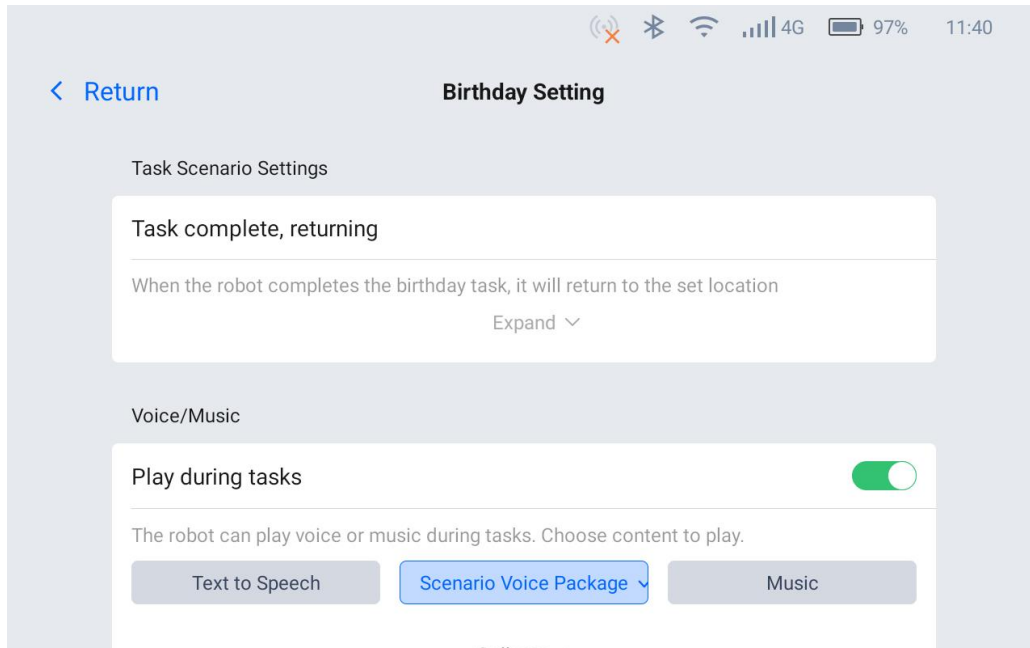 4G 97% 11:40
Return Birthday Setting
Task Scenario Settings
Task complete, returning
When the robot completes the birthday task, it will return to the set location
Expand
Voice/Music
Play during tasks
The robot can play voice or music during tasks. Choose content to play.
Text to Speech Scenario Voice Package Music